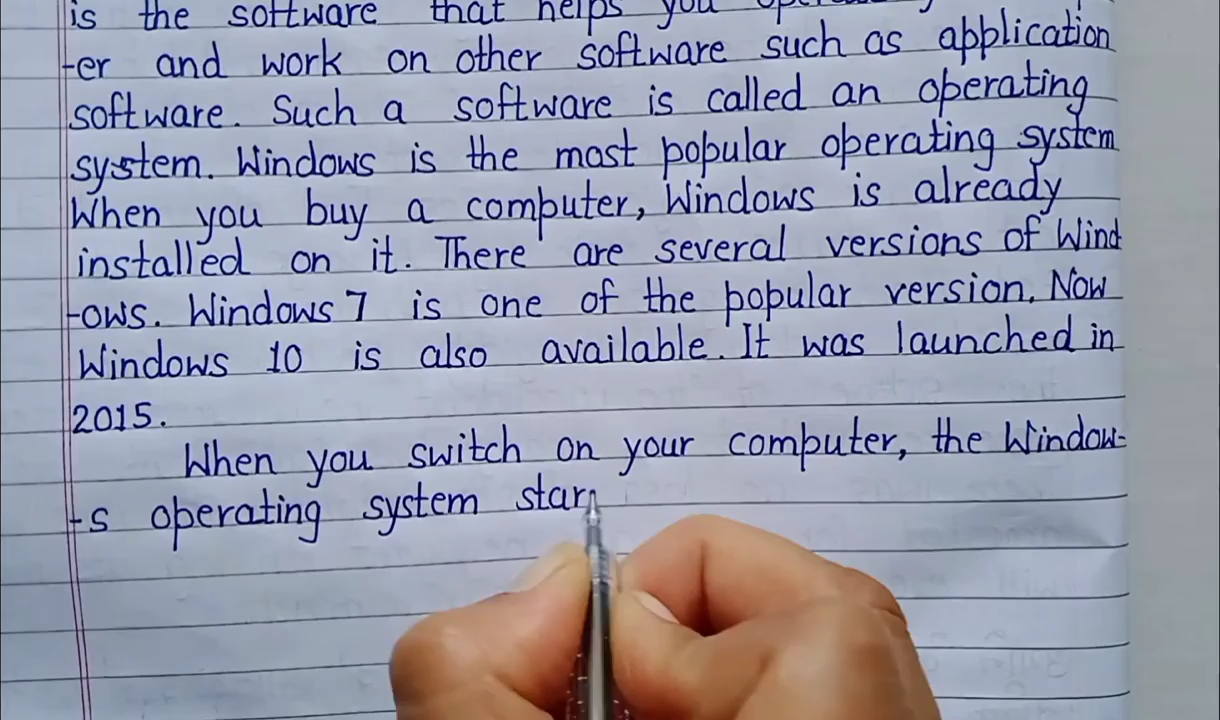 is the software that helps you
-er and work on other software such as application
software. Such a software is called an operating
system. Windows is the most popular operating system
When you buy a computer, Windows is already
installed on it. There are several versions of Wind
-ows. Windows 7 is one of the popular version. Now
Windows 10 is also available. It was launched in
2015.
When you switch on your computer, the Window-
-s operating system star